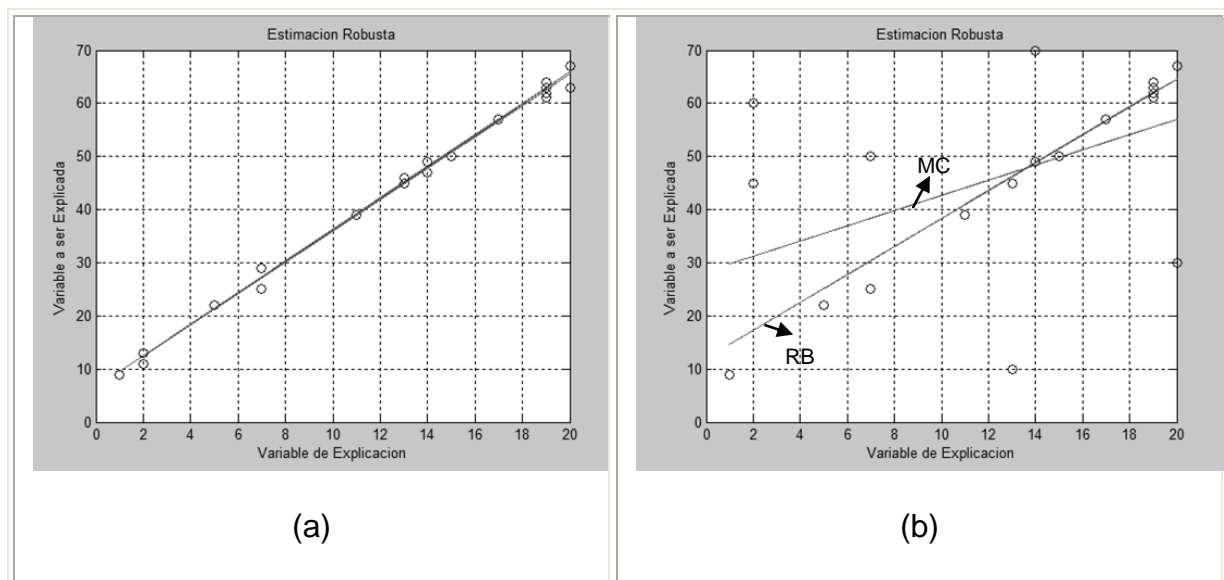 Estimacion Robusta
Variable a ser Explicada
70
60
50
40
30
20
10
0
0 2 4 6 8 10 12 14 16 18 20
Variable de Explicacion
(a)
Estimacion Robusta
Variable a ser Explicada
70
60
50
40
30
20
10
0
MC
RB
0 2 4 6 8 10 12 14 16 18 20
Variable de Explicacion
(b)